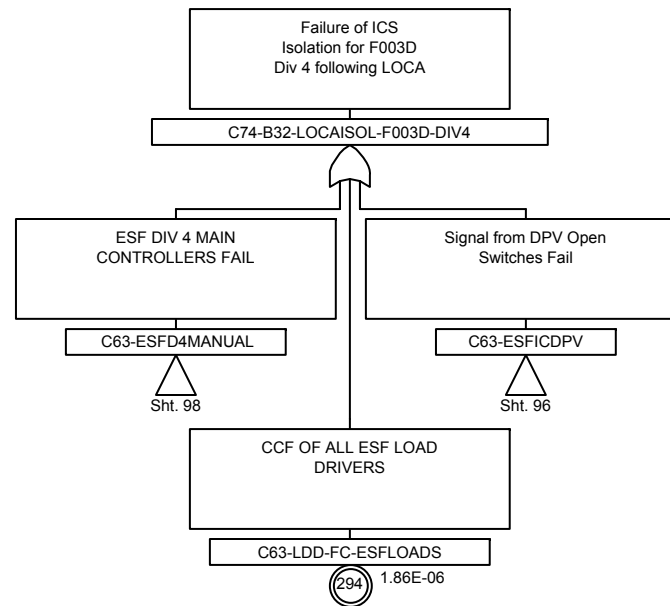 Failure of ICS
Isolation for F003D
Div 4 following LOCA
C74-B32-LOCAISOL-F003D-DIV4
ESF DIV 4 MAIN
CONTROLLERS FAIL
C63-ESFD4MANUAL
Sht. 98
Signal from DPV Open
Switches Fail
C63-ESFICDPV
Sht. 96
CCF OF ALL ESF LOAD
DRIVERS
C63-LDD-FC-ESFLOADS
294 1.86E-06